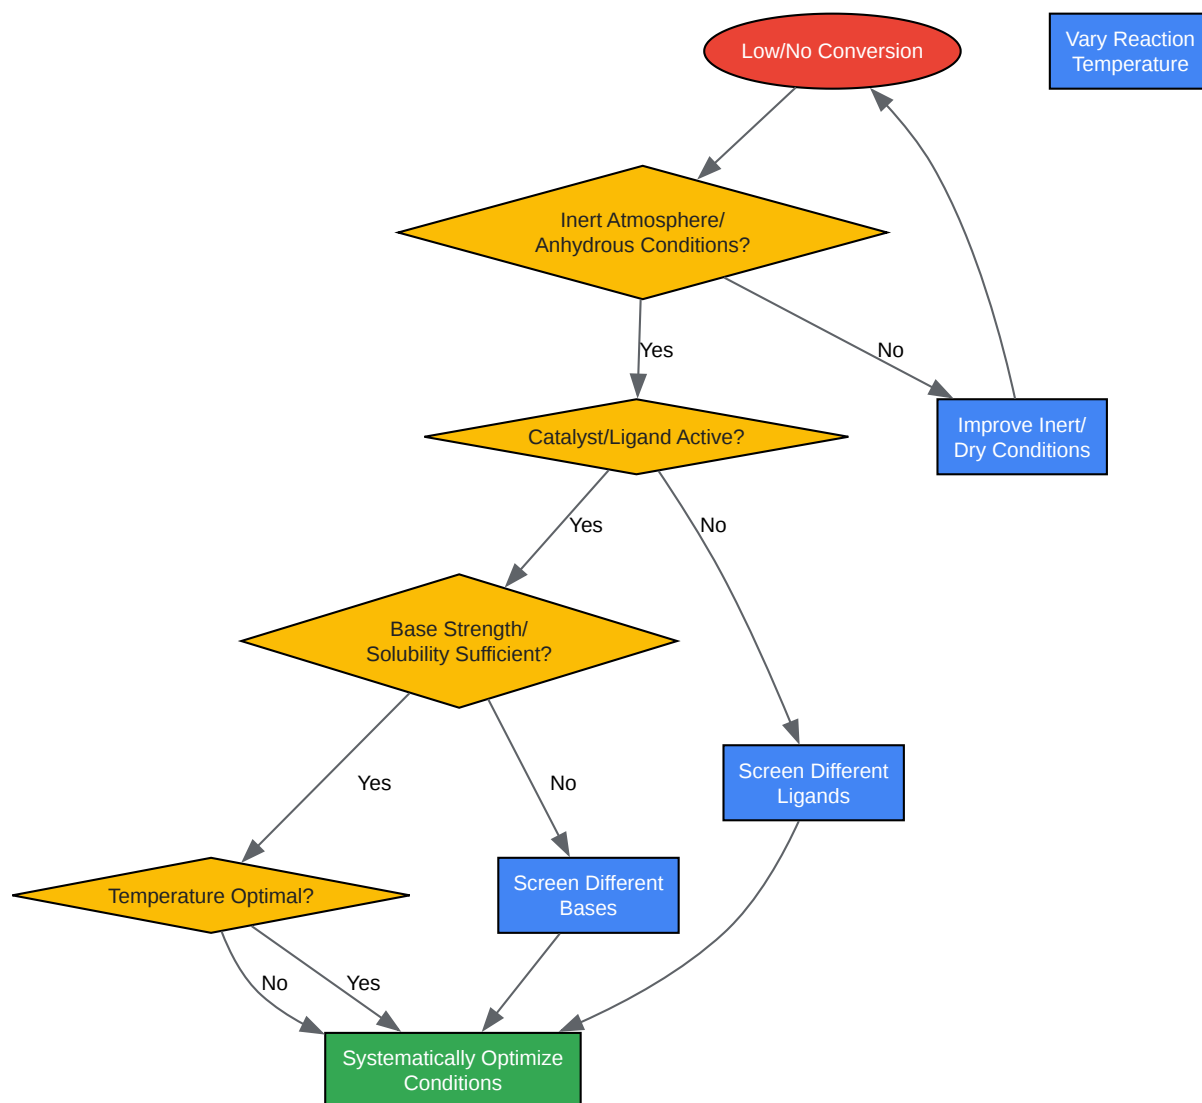 Low/No Conversion
Vary Reaction
Temperature
Inert Atmosphere/
Anhydrous Conditions?
Yes
No
Catalyst/Ligand Active?
Improve Inert/
Dry Conditions
Yes
No
Base Strength/
Solubility Sufficient?
Yes
No
Screen Different
Ligands
Temperature Optimal?
Screen Different
Bases
No
Yes
Systematically Optimize
Conditions